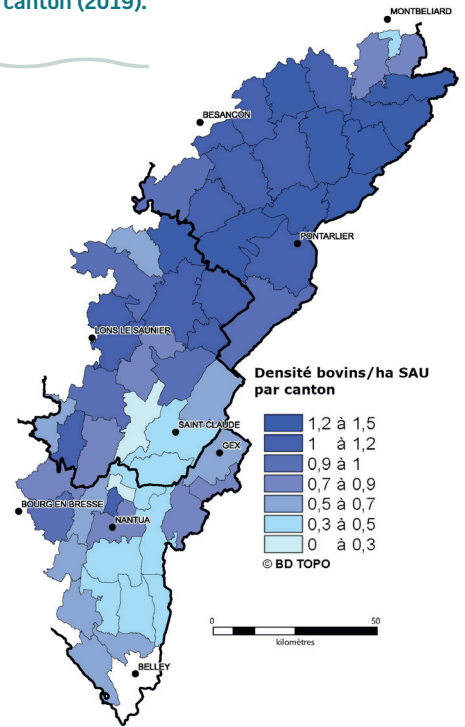 canton (2019).
MONTBELIARD
BESANCON
PONTARLIER
LONS LE SAUNIER
Densité bovins/ha SAU
par canton
1,2 à 1,5
1 à 1,2
0,9 à 1
0,7 à 0,9
0,5 à 0,7
0,3 à 0,5
0 à 0,3
© BD TOPO
SAINT CLAUDE
GEX
BOURG EN BRESSE
NANTUA
0 50
kilomètres
BELLEY